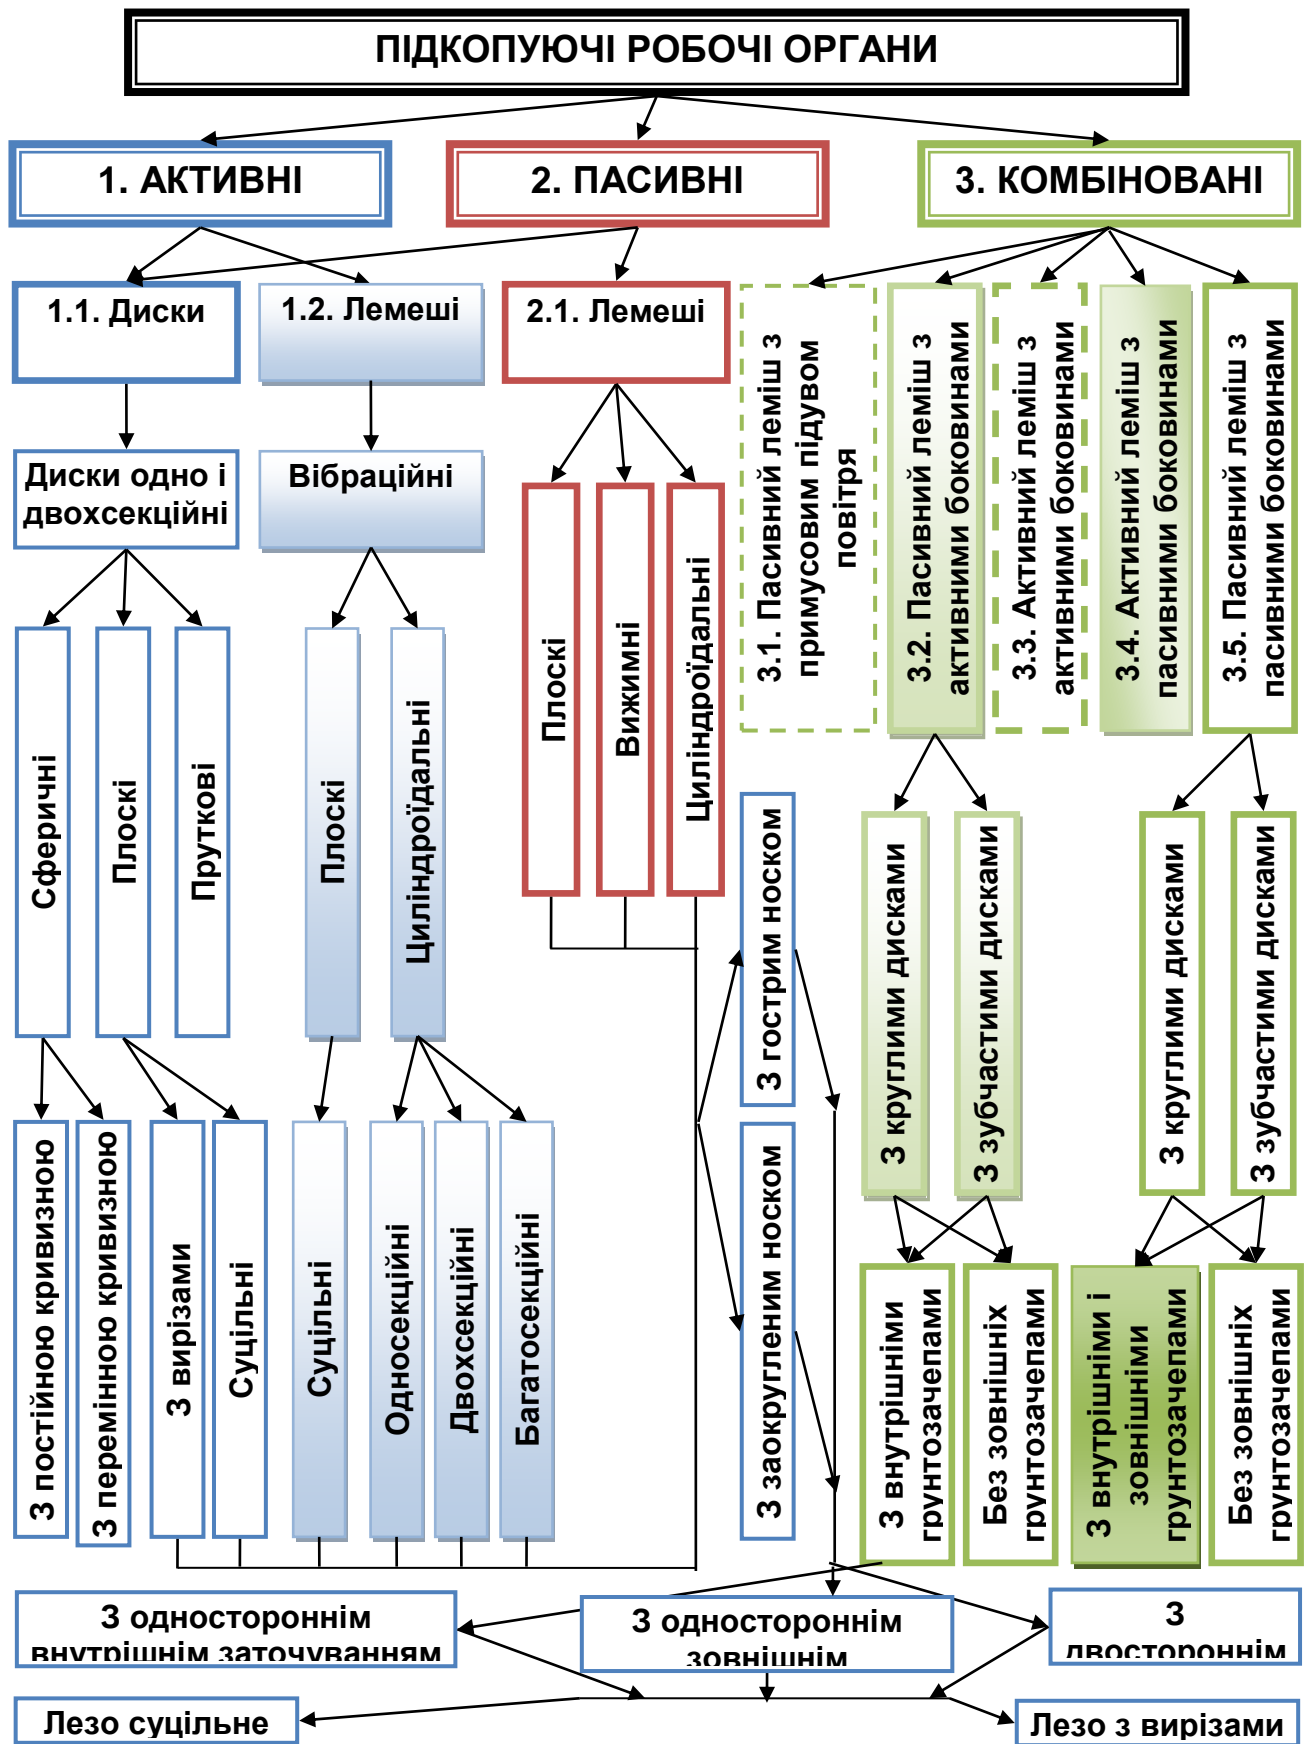 ПІДКОПУЮЧІ РОБОЧІ ОРГАНИ
1. АКТИВНІ
2. ПАСИВНІ
3. КОМБІНОВАНІ
1.1. Диски
1.2. Лемеші
2.1. Лемеші
3.1. Пасивний леміш з
примусовим підувом
повітря
3.2. Пасивний леміш з
активними боковинами
3.3. Активний леміш з
активними боковинами
3.4. Активний леміш з
пасивними боковинами
3.5. Пасивний леміш з
пасивними боковинами
Диски одно і
двохсекційні
Вібраційні
Плоскі
Вижимні
Циліндроїдальні
Сферичні
Плоскі
Пруткові
Плоскі
Циліндроїдальні
З гострим носком
З заокругленим носком
З круглими дисками
З зубчастими дисками
З круглими дисками
З зубчастими дисками
З постійною кривизною
З перемінною кривизною
З вирізами
Суцільні
Суцільні
Односекційні
Двохсекційні
Багатосекційні
З внутрішніми
грунтозачепами
Без зовнішніх
грунтозачепами
З внутрішніми і
зовнішніми
грунтозачепами
Без зовнішніх
грунтозачепами
З одностороннім
внутрішнім заточуванням
З одностороннім
зовнішнім
З
двостороннім
Лезо суцільне
Лезо з вирізами